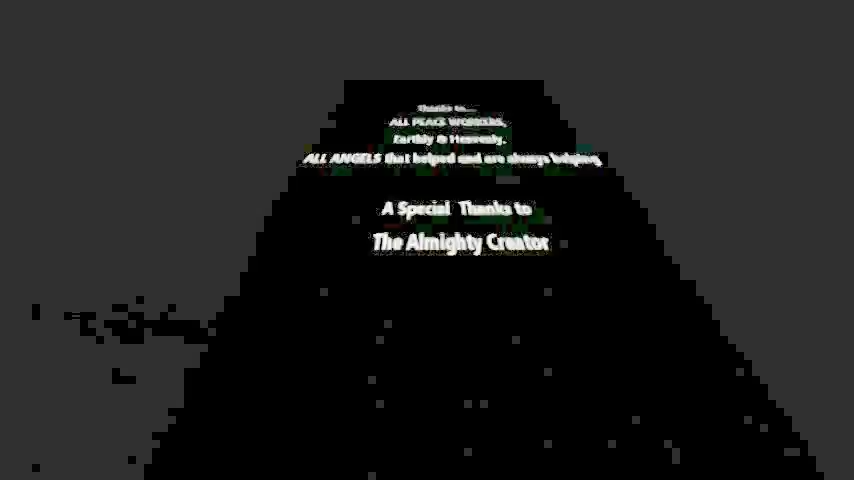 Thanks to....
ALL PEACE WORKERS,
Earthly & Heavenly,
ALL ANGELS that helped and are always helping
A Special Thanks to
The Almighty Creator